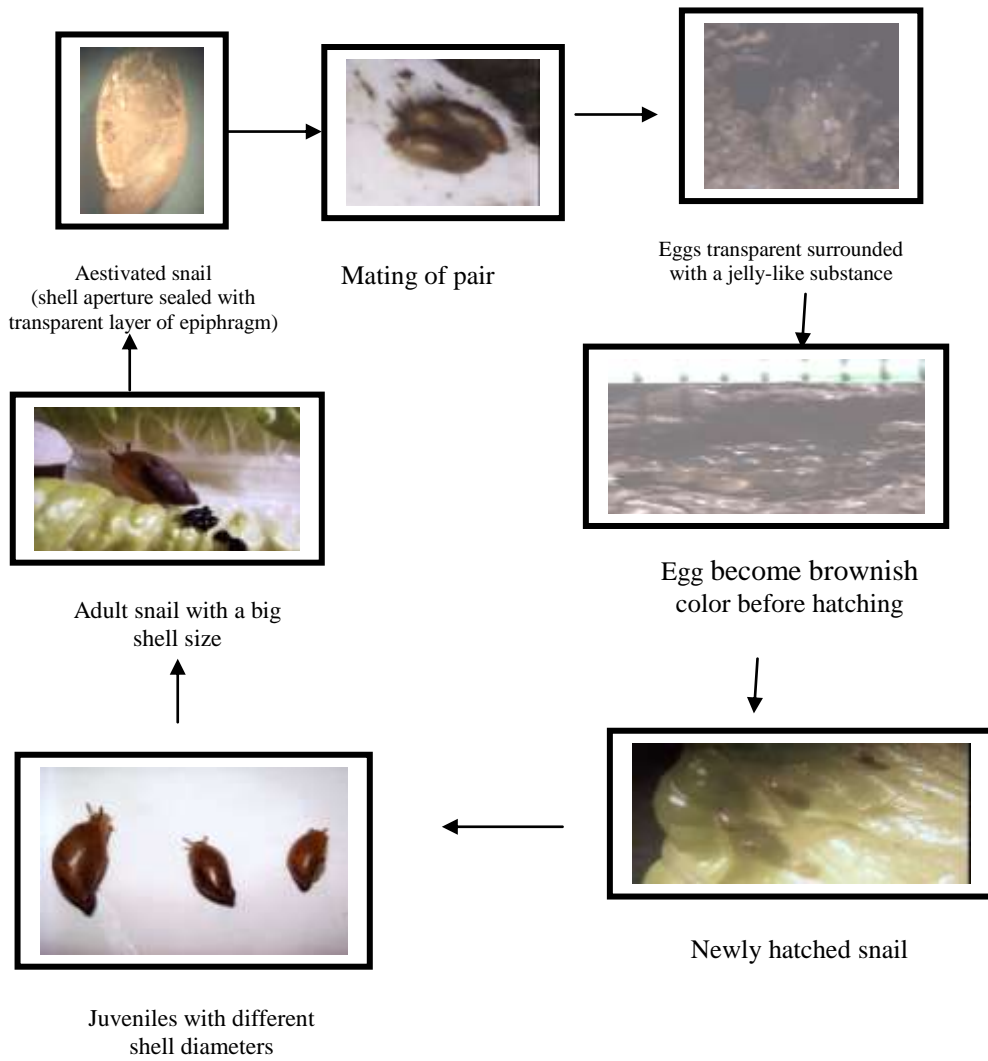 Aestivated snail
(shell aperture sealed with
transparent layer of epiphragm)
Mating of pair
Eggs transparent surrounded
with a jelly-like substance
Egg become brownish
color before hatching
Newly hatched snail
Juveniles with different
shell diameters
Adult snail with a big
shell size